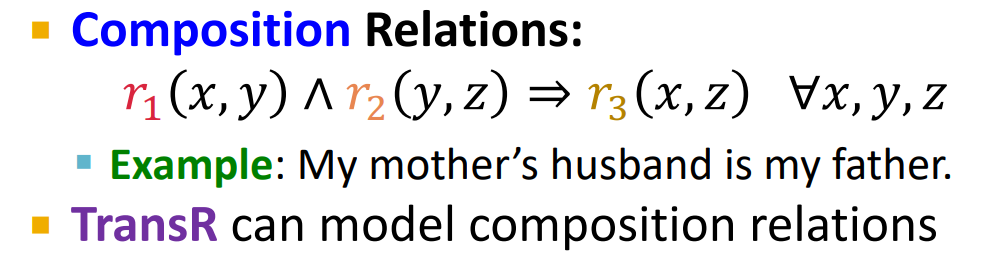 Composition Relations:
r₁(x, y) ∧ r₂(y, z) ⇒ r₃(x, z) ∀x, y, z
Example: My mother’s husband is my father.
TransR can model composition relations